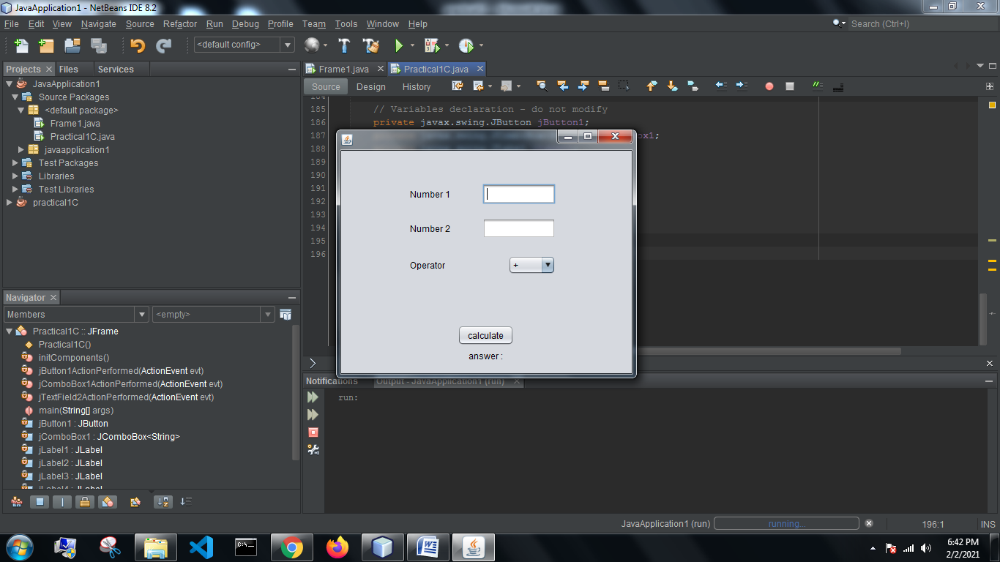 JavaApplication1 - NetBeans IDE 8.2
File Edit View Navigate Source Refactor Run Debug Profile Team Tools Window Help
Search (Ctrl+I)
<default config>
Projects Files Services
JavaApplication1
Source Packages
<default package>
Frame1.java
Practical1C.java
javaapplication1
Test Packages
Libraries
Test Libraries
practical1C
Frame1.java Practical1C.java
Source Design History
184
185 // Variables declaration - do not modify
186 private javax.swing.JButton jButton1;
187 ox1;
188
189
190
191
192
193
194
195
196
Number 1
Number 2
Operator +
calculate
answer :
Navigator
Members <empty>
Practical1C :: JFrame
Practical1C()
initComponents()
jButton1ActionPerformed(ActionEvent evt)
jComboBox1ActionPerformed(ActionEvent evt)
jTextField2ActionPerformed(ActionEvent evt)
main(String[] args)
jButton1 : JButton
jComboBox1 : JComboBox<String>
jLabel1 : JLabel
jLabel2 : JLabel
jLabel3 : JLabel
jLabel4 : JLabel
Notifications Output - JavaApplication1 (run)
run:
JavaApplication1 (run) running... 196:1 INS
6:42 PM
2/2/2021